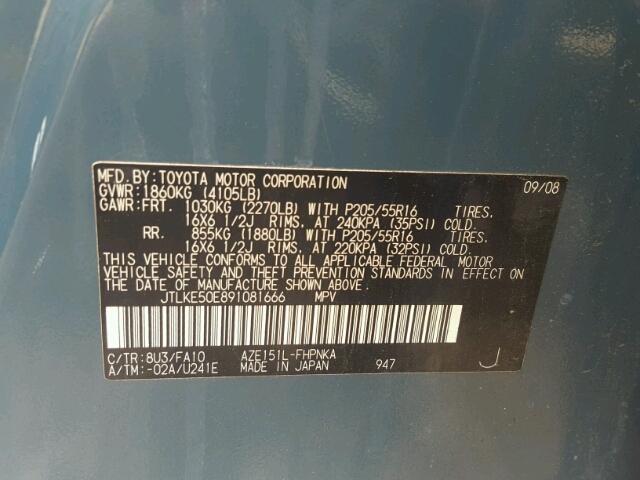 MFD.BY:TOYOTA MOTOR CORPORATION 09/08
GVWR:1860KG (4105LB)
GAWR:FRT. 1030KG (2270LB) WITH P205/55R16 TIRES.
16X6 1/2J RIMS. AT 240KPA (35PSI) COLD.
RR. 855KG (1880LB) WITH P205/55R16 TIRES.
16X6 1/2J RIMS. AT 220KPA (32PSI) COLD.
THIS VEHICLE CONFORMS TO ALL APPLICABLE FEDERAL MOTOR
VEHICLE SAFETY STANDARDS AND THEFT PREVENTION STANDARD IN EFFECT ON
THE DATE OF MANUFACTURE SHOWN ABOVE.
JTLKE50E891081666 MPV
C/TR:8U3/FA10 AZE151L-FHPNKA
A/TM:-02A/U241E MADE IN JAPAN 947 J